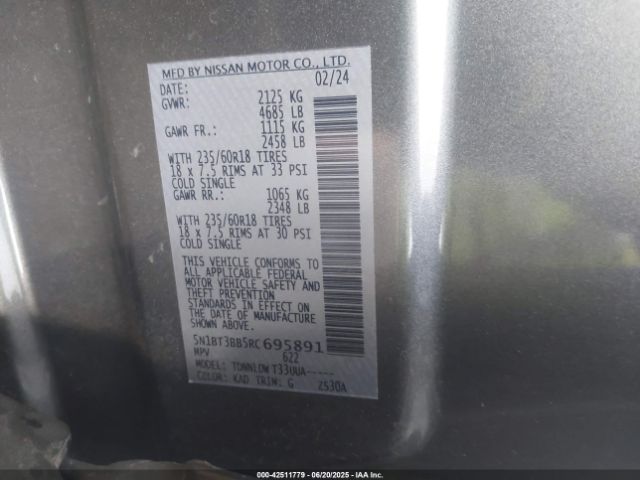 MFD BY NISSAN MOTOR CO., LTD.
DATE: 02/24
GVWR: 2125 KG
4685 LB
GAWR FR.: 1115 KG
2458 LB
WITH 235/60R18 TIRES
18 x 7.5 RIMS AT 33 PSI
COLD SINGLE
GAWR RR.: 1065 KG
2348 LB
WITH 235/60R18 TIRES
18 x 7.5 RIMS AT 30 PSI
COLD SINGLE
THIS VEHICLE CONFORMS TO
ALL APPLICABLE FEDERAL
MOTOR VEHICLE SAFETY AND
THEFT PREVENTION
STANDARDS IN EFFECT ON
THE DATE OF MANUFACTURE
SHOWN ABOVE.
5N1BT3BB5RC695891
MPV 622
MODEL: TDNN1DW T33UUA-----
COLOR: KAD TRIM: G 2530A
000-42511779 — 06/20/2025 — IAA Inc.